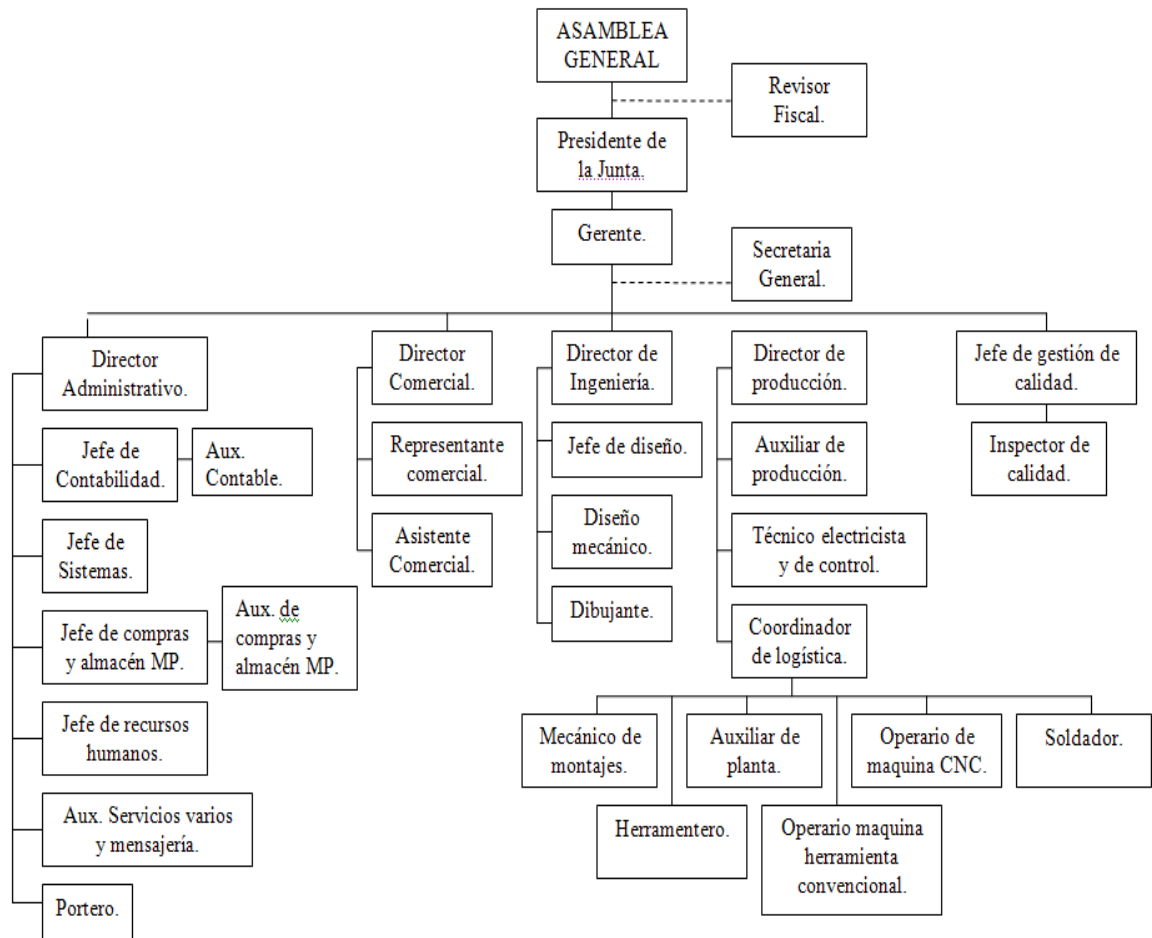 ASAMBLEA
GENERAL
Revisor
Fiscal.
Presidente de
la Junta.
Gerente.
Secretaria
General.
Director
Administrativo.
Director
Comercial.
Director de
Ingeniería.
Director de
producción.
Jefe de gestión de
calidad.
Jefe de
Contabilidad.
Aux.
Contable.
Representante
comercial.
Jefe de diseño.
Auxiliar de
producción.
Inspector de
calidad.
Jefe de
Sistemas.
Asistente
Comercial.
Diseño
mecánico.
Técnico electricista
y de control.
Jefe de compras
y almacén MP.
Aux. de
compras y
almacén MP.
Dibujante.
Coordinador
de logística.
Jefe de recursos
humanos.
Mecánico de
montajes.
Auxiliar de
planta.
Operario de
maquina CNC.
Soldador.
Aux. Servicios varios
y mensajería.
Herramentero.
Operario maquina
herramienta
convencional.
Portero.